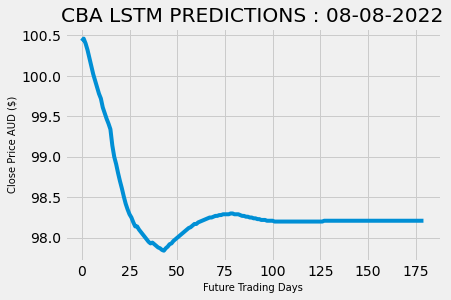 CBA LSTM PREDICTIONS : 08-08-2022
Close Price AUD ($)
100.5
100.0
99.5
99.0
98.5
98.0
0 25 50 75 100 125 150 175
Future Trading Days